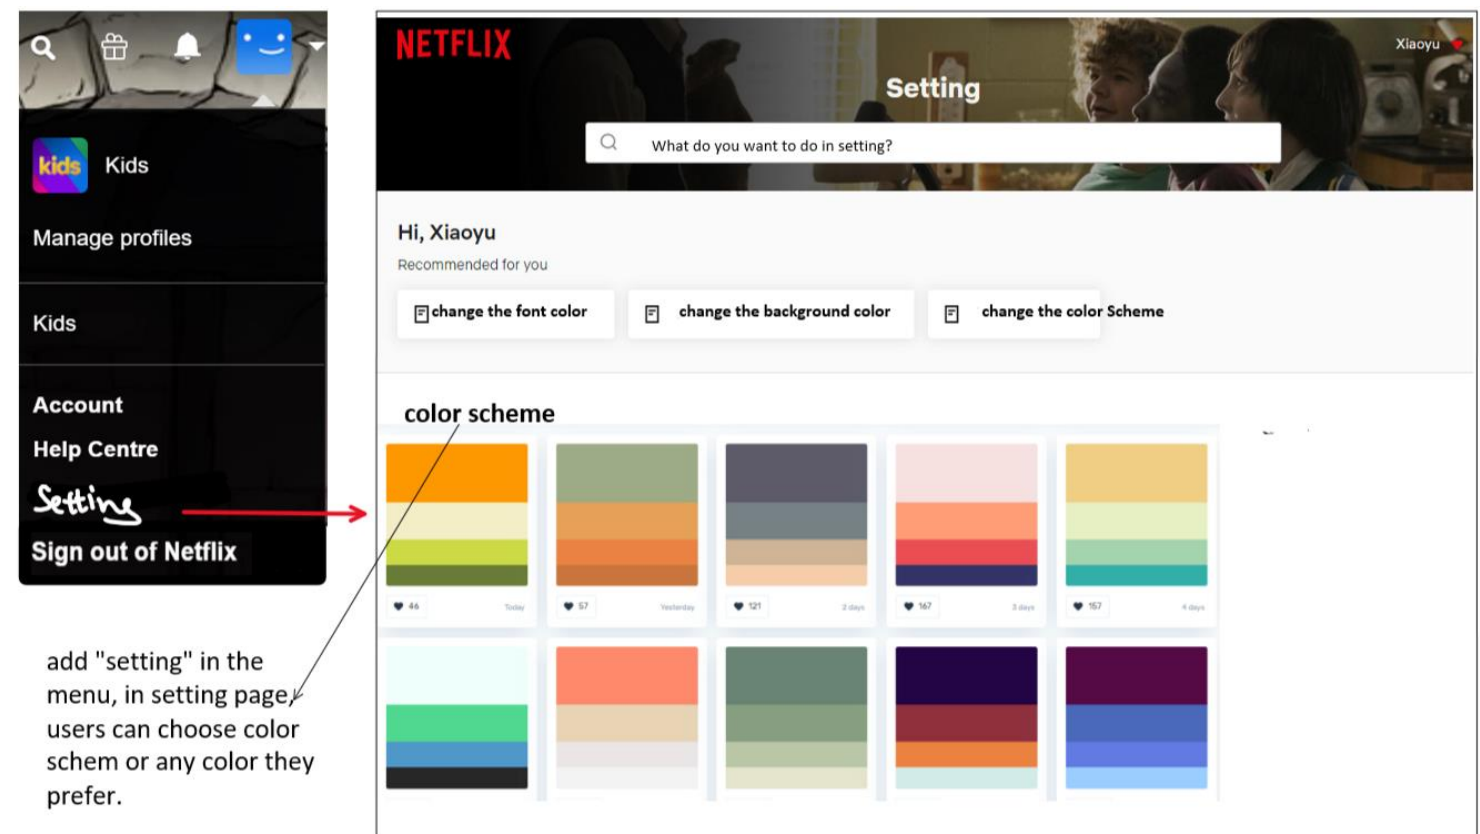 kids Kids
Manage profiles
Kids
Account
Help Centre
Setting
Sign out of Netflix
add "setting" in the
menu, in setting page,
users can choose color
schem or any color they
prefer.
NETFLIX
Xiaoyu
Setting
What do you want to do in setting?
Hi, Xiaoyu
Recommended for you
change the font color
change the background color
change the color Scheme
color scheme
46 Today
57 Yesterday
121 2 days
167 3 days
157 4 days